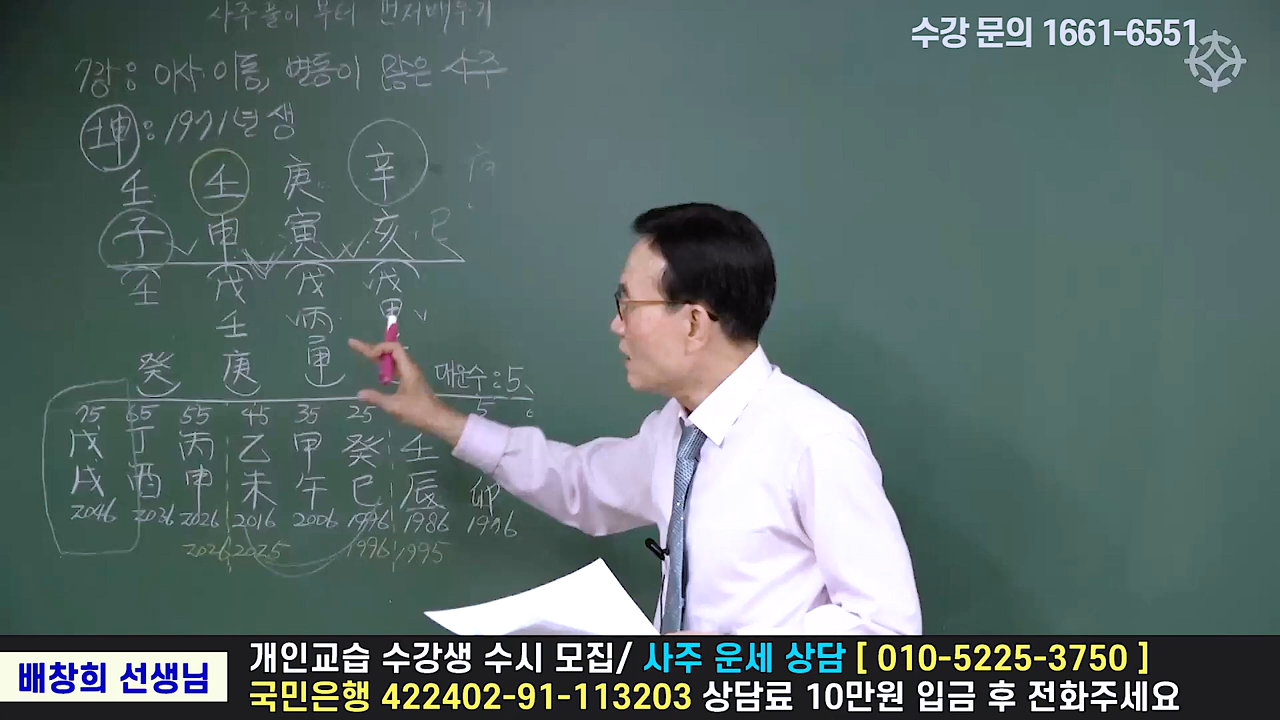 사주풀이 부터 먼저배우기
수강 문의 1661-6551
7강: 이사.이동, 변동이 많은 사주
坤: 1971년생
壬 壬 庚 辛
子 申 寅 亥 巳
壬 戊 戊 戊
壬 丙 甲
癸 庚 甲
대운수: 5
75 65 55 45 35 25 5
戊 丁 丙 乙 甲 癸 壬
戌 酉 申 未 午 巳 辰 卯
2046 2036 2026 2016 2006 1996 1986 1976
2026 2025 1996 1995
배창희 선생님
개인교습 수강생 수시 모집/ 사주 운세 상담 [ 010-5225-3750 ]
국민은행 422402-91-113203 상담료 10만원 입금 후 전화주세요